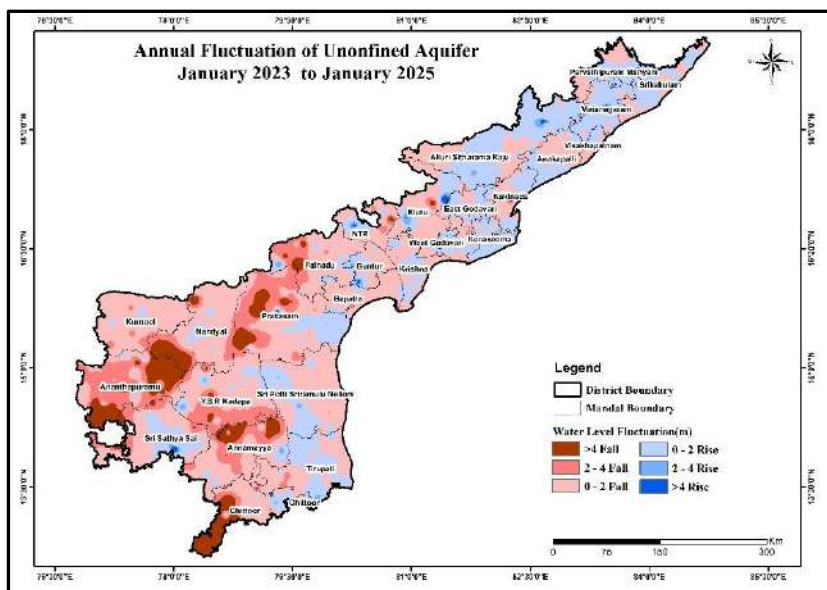 Annual Fluctuation of Unonfined Aquifer
January 2023 to January 2025
Parvathipuram Manyam
Srikakulam
Vizianagaram
Visakhapatnam
Alluri Sitharama Raju
Anakapalli
Kakinada
Eluru
East Godavari
NTR
West Godavari
Konaseema
Palnadu
Guntur
Krishna
Bapatla
Kurnool
Nandyal
Prakasam
Ananthapuramu
Y.S.R Kadapa
Sri Potti Sriramulu Nellore
Sri Sathya Sai
Annamayya
Tirupati
Chittoor
Chittoor
Legend
District Boundary
Mandal Boundary
Water Level Fluctuation(m)
>4 Fall
0 - 2 Rise
2 - 4 Fall
2 - 4 Rise
0 - 2 Fall
>4 Rise
Km
0
300